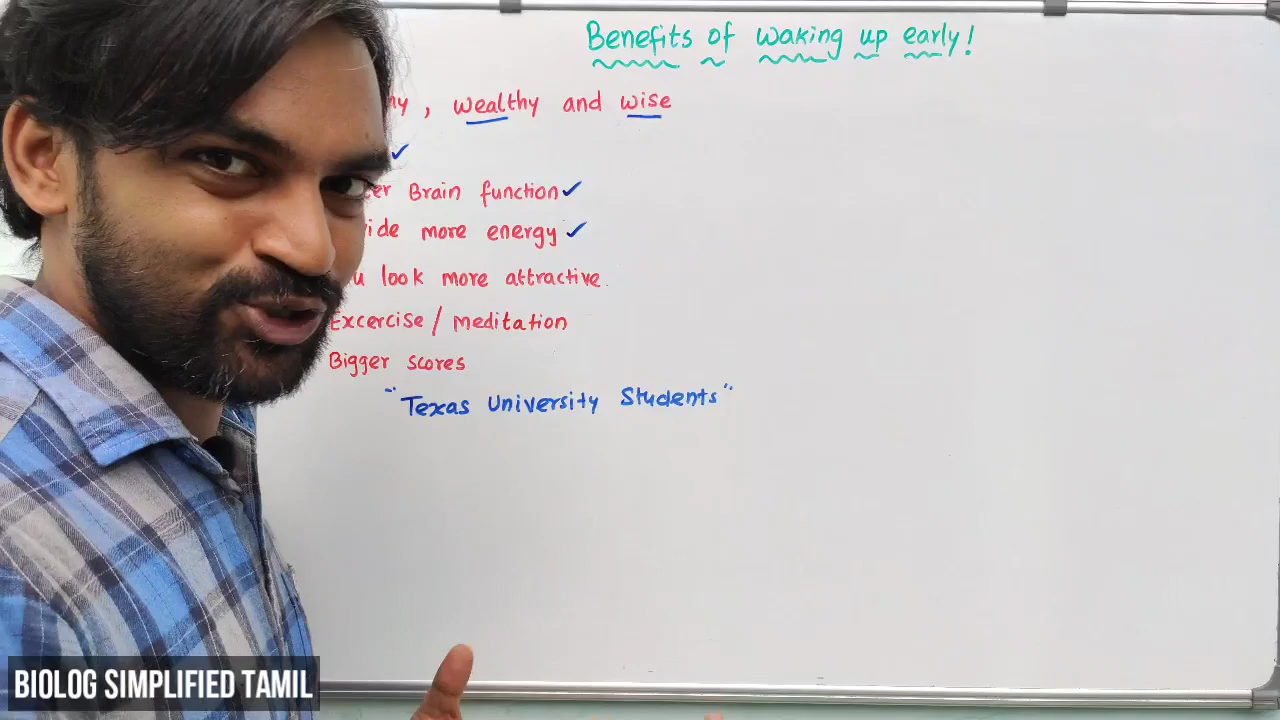 Benefits of waking up early!
, wealthy and wise
Brain function
more energy
look more attractive.
Excercise / Meditation
Bigger scores
"Texas University Students"
BIOLOG SIMPLIFIED TAMIL